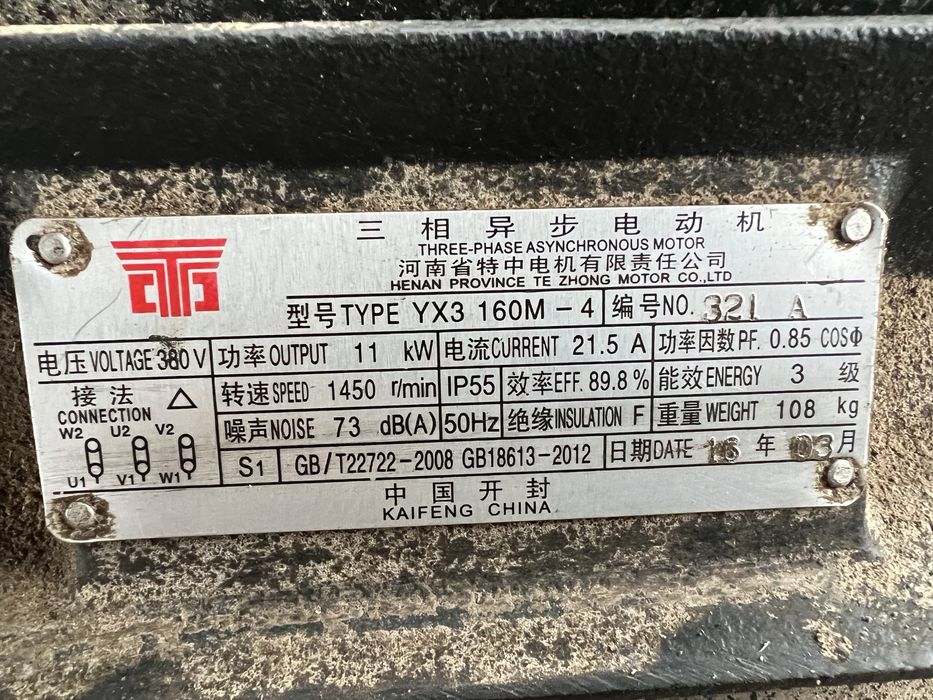 三相异步电动机
THREE-PHASE ASYNCHRONOUS MOTOR
河南省特中电机有限责任公司
HENAN PROVINCE TE ZHONG MOTOR CO.,LTD
型号TYPE YX3 160M-4 编号NO. 321 A
电压VOLTAGE 380 V 功率OUTPUT 11 kW 电流CURRENT 21.5 A 功率因数PF. 0.85 COSΦ
接法 △ 转速SPEED 1450 r/min IP55 效率EFF. 89.8% 能效ENERGY 3 级
CONNECTION
W2 U2 V2 噪声NOISE 73 dB(A) 50Hz 绝缘INSULATION F 重量WEIGHT 108 kg
U1 V1 W1 S1 GB/T22722-2008 GB18613-2012 日期DATE 16 年 03 月
中国开封
KAIFENG CHINA